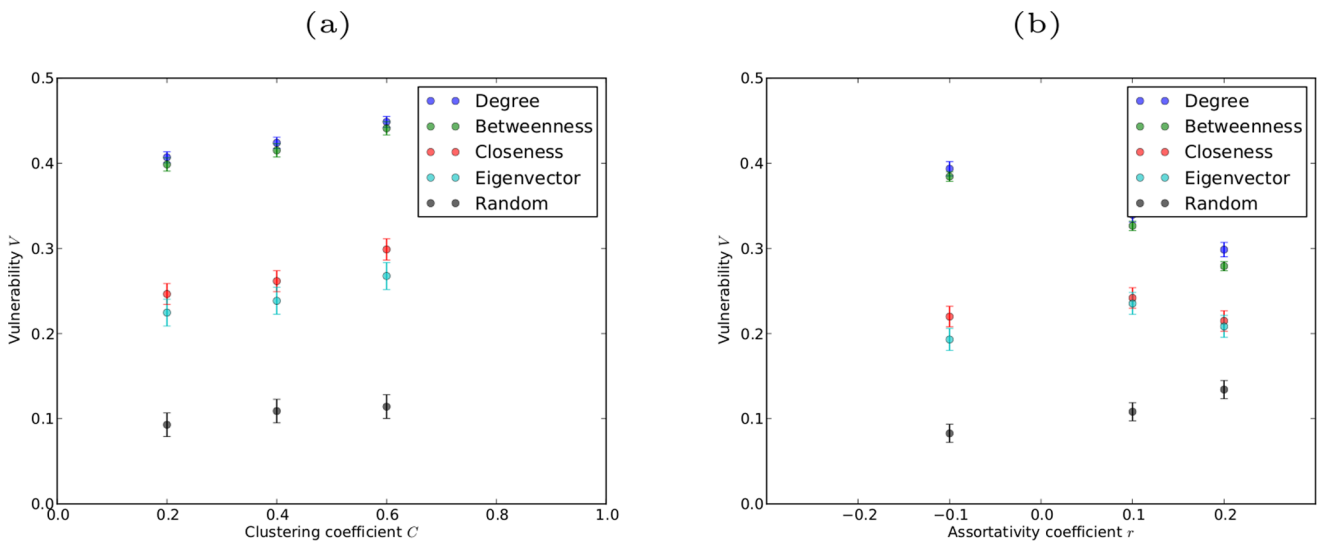 (a)
0.5
0.4
0.3
0.2
0.1
0.0
Vulnerability V
Degree
Betweenness
Closeness
Eigenvector
Random
0.0 0.2 0.4 0.6 0.8 1.0
Clustering coefficient C
(b)
0.5
0.4
0.3
0.2
0.1
0.0
Vulnerability V
Degree
Betweenness
Closeness
Eigenvector
Random
−0.2 −0.1 0.0 0.1 0.2
Assortativity coefficient r